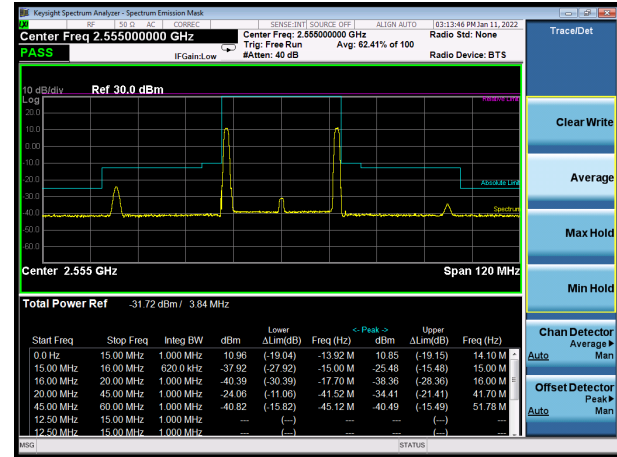 Keysight Spectrum Analyzer - Spectrum Emission Mask
RF 50 Ω AC CORREC SENSE:INT SOURCE OFF ALIGN AUTO 03:13:46 PM Jan 11, 2022
Center Freq 2.555000000 GHz
Center Freq: 2.555000000 GHz
Radio Std: None
Trig: Free Run Avg: 62.41% of 100
PASS
IFGain:Low
#Atten: 40 dB
Radio Device: BTS
10 dB/div Ref 30.0 dBm
Log
Relative Limit
20.0
10.0
0.00
-10.0
-20.0
Absolute Limit
-30.0
Spectrum
-40.0
-50.0
-60.0
Center 2.555 GHz Span 120 MHz
Total Power Ref -31.72 dBm / 3.84 MHz
Lower <- Peak -> Upper
Start Freq Stop Freq Integ BW dBm ΔLim(dB) Freq (Hz) dBm ΔLim(dB) Freq (Hz)
0.0 Hz 15.00 MHz 1.000 MHz 10.96 (-19.04) -13.92 M 10.85 (-19.15) 14.10 M
15.00 MHz 16.00 MHz 620.0 kHz -37.92 (-27.92) -15.00 M -25.48 (-15.48) 15.00 M
16.00 MHz 20.00 MHz 1.000 MHz -40.39 (-30.39) -17.70 M -38.36 (-28.36) 16.00 M
20.00 MHz 45.00 MHz 1.000 MHz -24.06 (-11.06) -41.52 M -34.41 (-21.41) 41.70 M
45.00 MHz 60.00 MHz 1.000 MHz -40.82 (-15.82) -45.12 M -40.49 (-15.49) 51.78 M
12.50 MHz 15.00 MHz 1.000 MHz --- (---) --- --- (---) ---
12.50 MHz 15.00 MHz 1.000 MHz --- (---) --- --- (---) ---
MSG STATUS
Trace/Det
Clear Write
Average
Max Hold
Min Hold
Chan Detector
Average
Auto Man
Offset Detector
Peak
Auto Man